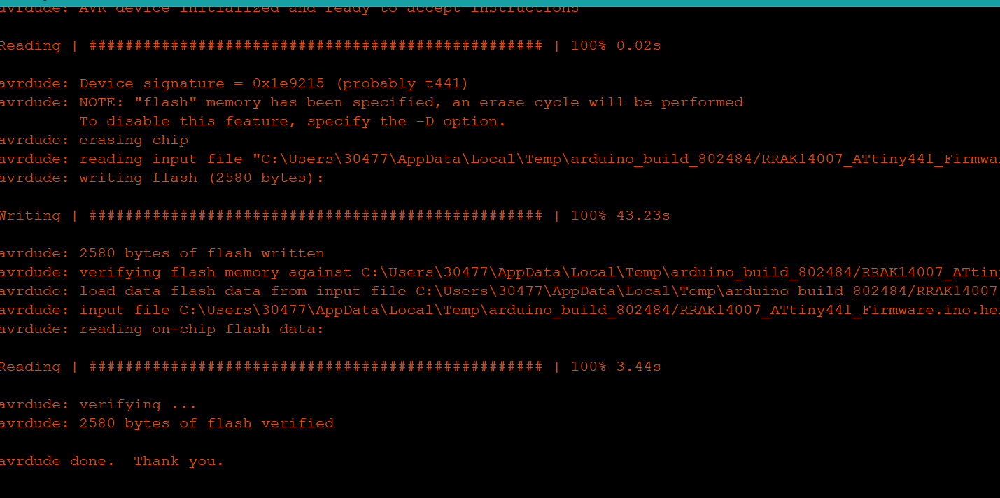 avrdude: AVR device initialized and ready to accept instructions
Reading | ################################################## | 100% 0.02s
avrdude: Device signature = 0x1e9215 (probably t441)
avrdude: NOTE: "flash" memory has been specified, an erase cycle will be performed
To disable this feature, specify the -D option.
avrdude: erasing chip
avrdude: reading input file "C:\Users\30477\AppData\Local\Temp\arduino_build_802484/RRAK14007_ATtiny441_Firmwa
avrdude: writing flash (2580 bytes):
Writing | ################################################## | 100% 43.23s
avrdude: 2580 bytes of flash written
avrdude: verifying flash memory against C:\Users\30477\AppData\Local\Temp\arduino_build_802484/RRAK14007_ATtin
avrdude: load data flash data from input file C:\Users\30477\AppData\Local\Temp\arduino_build_802484/RRAK14007_
avrdude: input file C:\Users\30477\AppData\Local\Temp\arduino_build_802484/RRAK14007_ATtiny441_Firmware.ino.he
avrdude: reading on-chip flash data:
Reading | ################################################## | 100% 3.44s
avrdude: verifying ...
avrdude: 2580 bytes of flash verified
avrdude done.  Thank you.